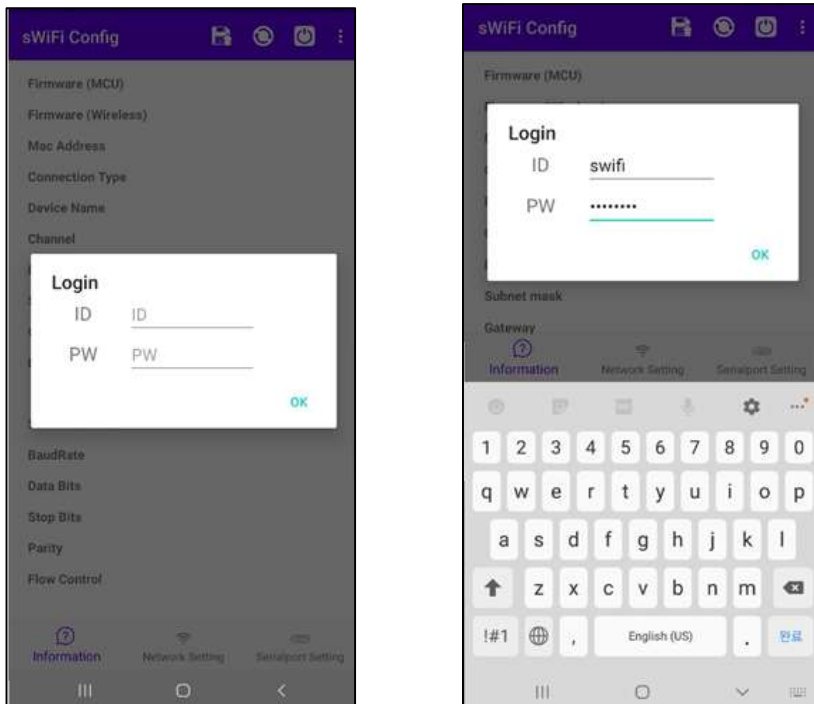 sWiFi Config
Firmware (MCU)
Firmware (Wireless)
Mac Address
Connection Type
Device Name
Channel
Login
ID ID
PW PW
OK
BaudRate
Data Bits
Stop Bits
Parity
Flow Control
Information Network Setting Serialport Setting
sWiFi Config
Firmware (MCU)
Login
ID swifi
PW ••••••••
OK
Subnet mask
Gateway
Information Network Setting Serialport Setting
1 2 3 4 5 6 7 8 9 0
q w e r t y u i o p
a s d f g h j k l
z x c v b n m
!#1 , English (US) . 완료